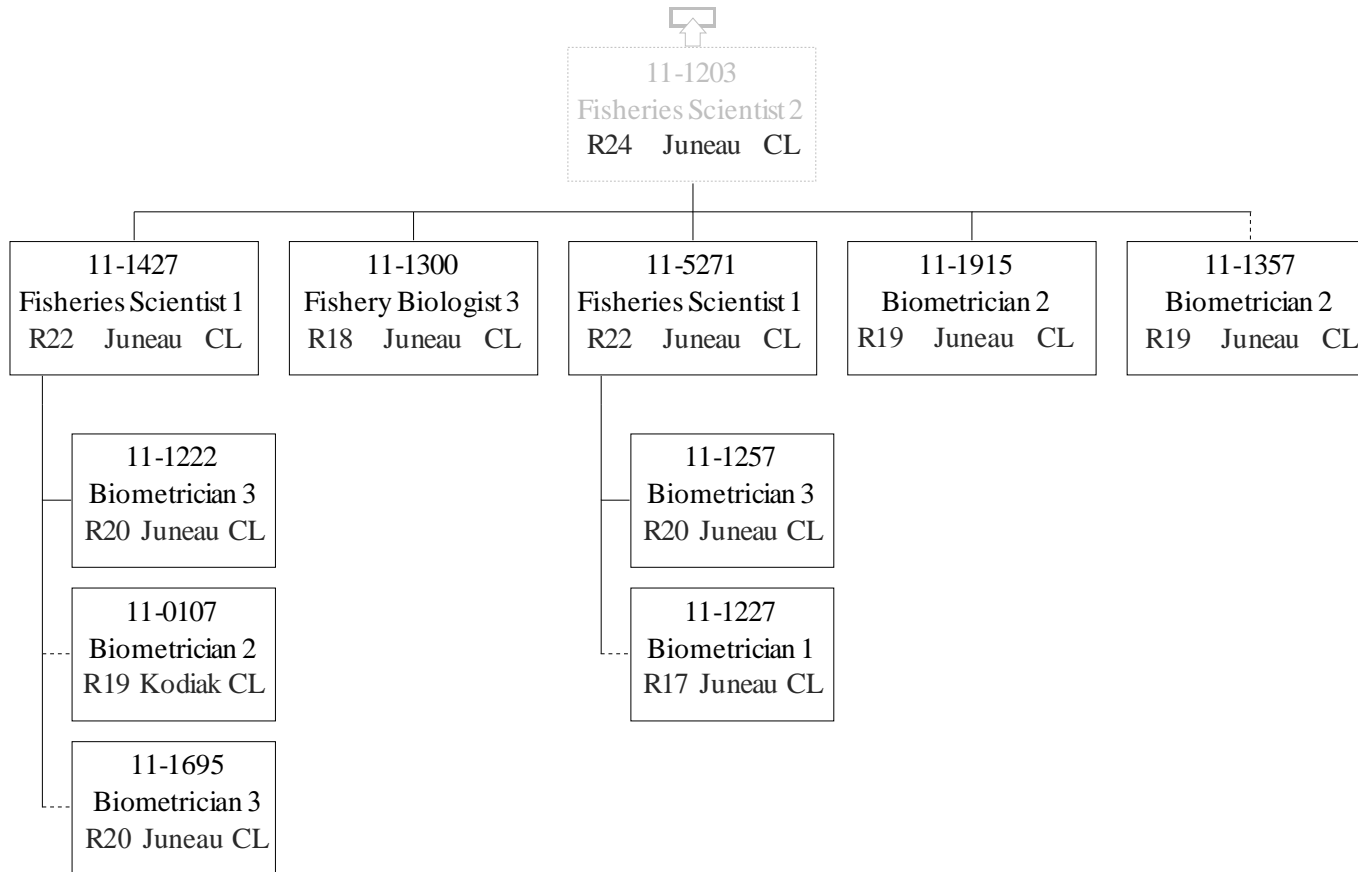 11-1203
Fisheries Scientist 2
R24 Juneau CL
11-1427
Fisheries Scientist 1
R22 Juneau CL
11-1300
Fishery Biologist 3
R18 Juneau CL
11-5271
Fisheries Scientist 1
R22 Juneau CL
11-1915
Biometrician 2
R19 Juneau CL
11-1357
Biometrician 2
R19 Juneau CL
11-1222
Biometrician 3
R20 Juneau CL
11-0107
Biometrician 2
R19 Kodiak CL
11-1695
Biometrician 3
R20 Juneau CL
11-1257
Biometrician 3
R20 Juneau CL
11-1227
Biometrician 1
R17 Juneau CL